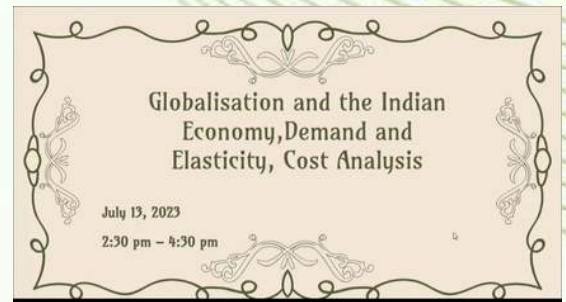 Globalisation and the Indian
Economy,Demand and
Elasticity, Cost Analysis
July 13, 2023
2:30 pm – 4:30 pm